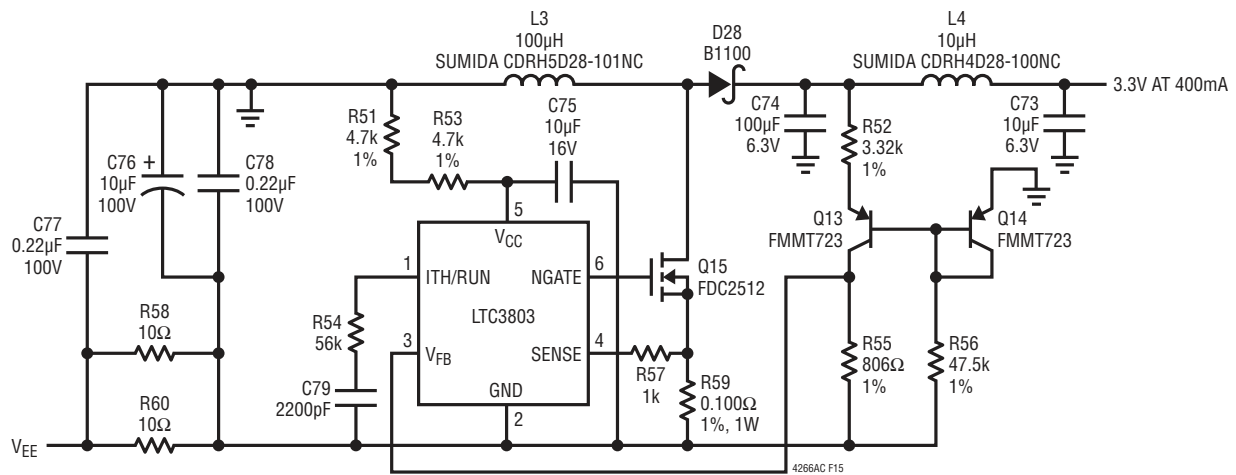 L3
100µH
SUMIDA CDRH5D28-101NC
D28
B1100
L4
10µH
SUMIDA CDRH4D28-100NC
3.3V AT 400mA
R51
4.7k
1%
R53
4.7k
1%
C75
10µF
16V
C74
100µF
6.3V
R52
3.32k
1%
C73
10µF
6.3V
C76
+
10µF
100V
C78
0.22µF
100V
C77
0.22µF
100V
5
VCC
1
ITH/RUN
NGATE
6
Q15
FDC2512
Q13
FMMT723
Q14
FMMT723
LTC3803
R54
56k
3
VFB
SENSE
4
R57
1k
GND
2
R58
10Ω
R60
10Ω
C79
2200pF
R59
0.100Ω
1%, 1W
R55
806Ω
1%
R56
47.5k
1%
VEE
4266AC F15